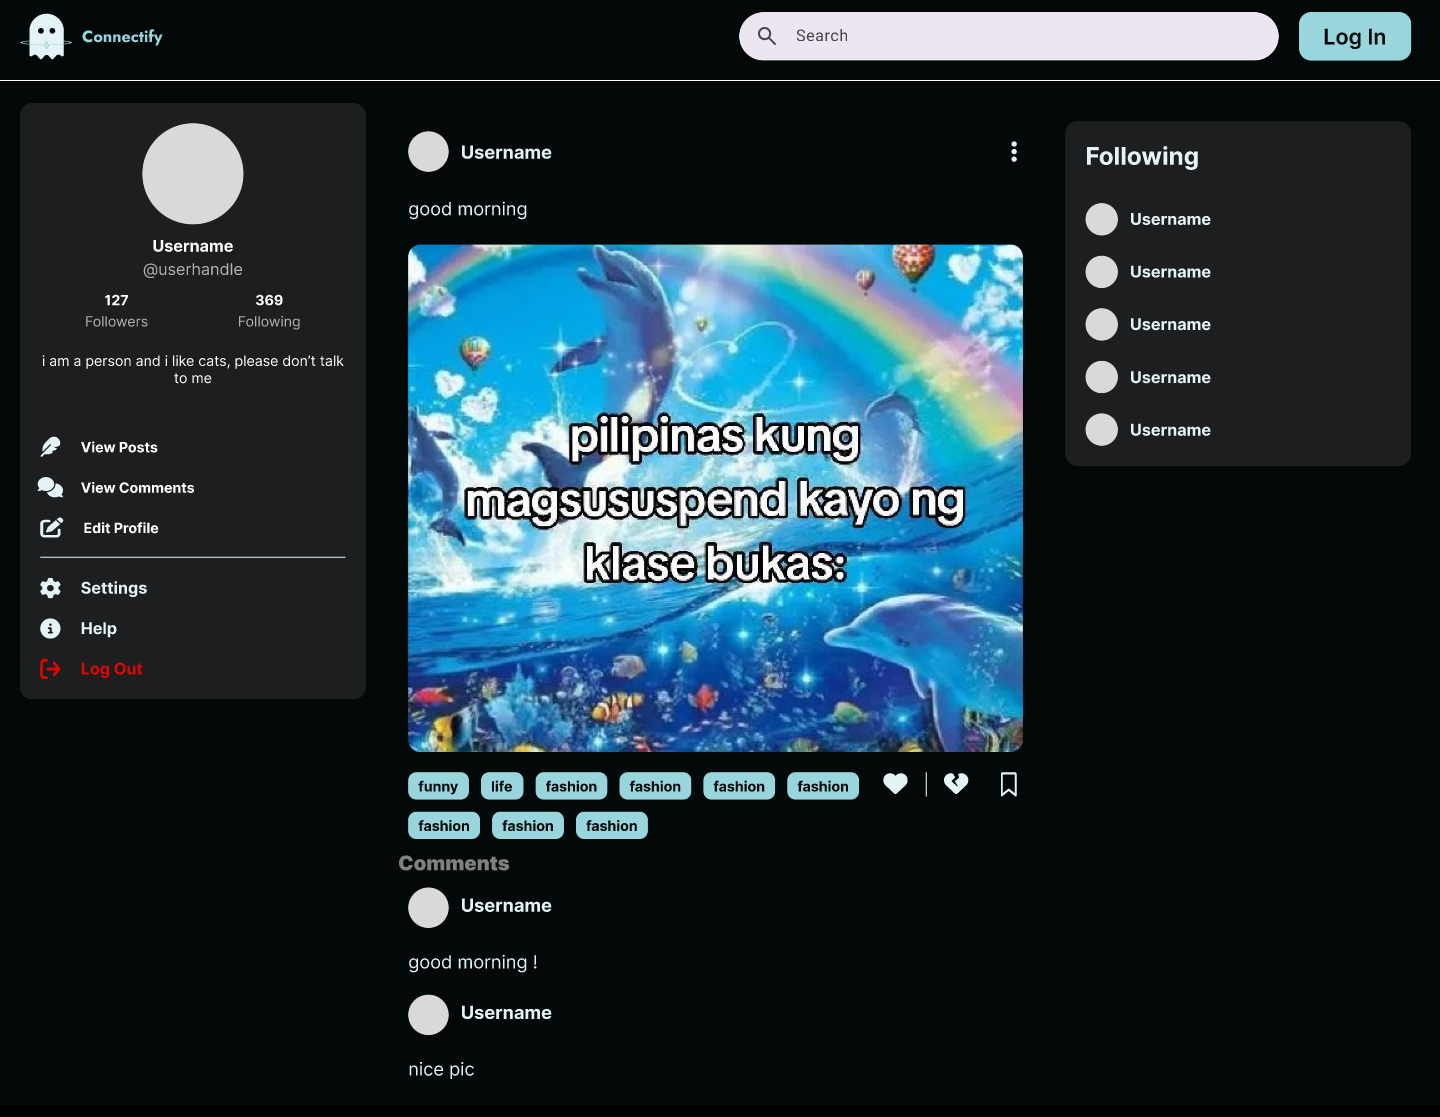 Connectify
Search
Log In
Username
@userhandle
127
Followers
369
Following
i am a person and i like cats, please don’t talk
to me
View Posts
View Comments
Edit Profile
Settings
Help
Log Out
Username
good morning
pilipinas kung
magsususpend kayo ng
klase bukas:
funny life fashion fashion fashion fashion
fashion fashion fashion
Comments
Username
good morning !
Username
nice pic
Following
Username
Username
Username
Username
Username